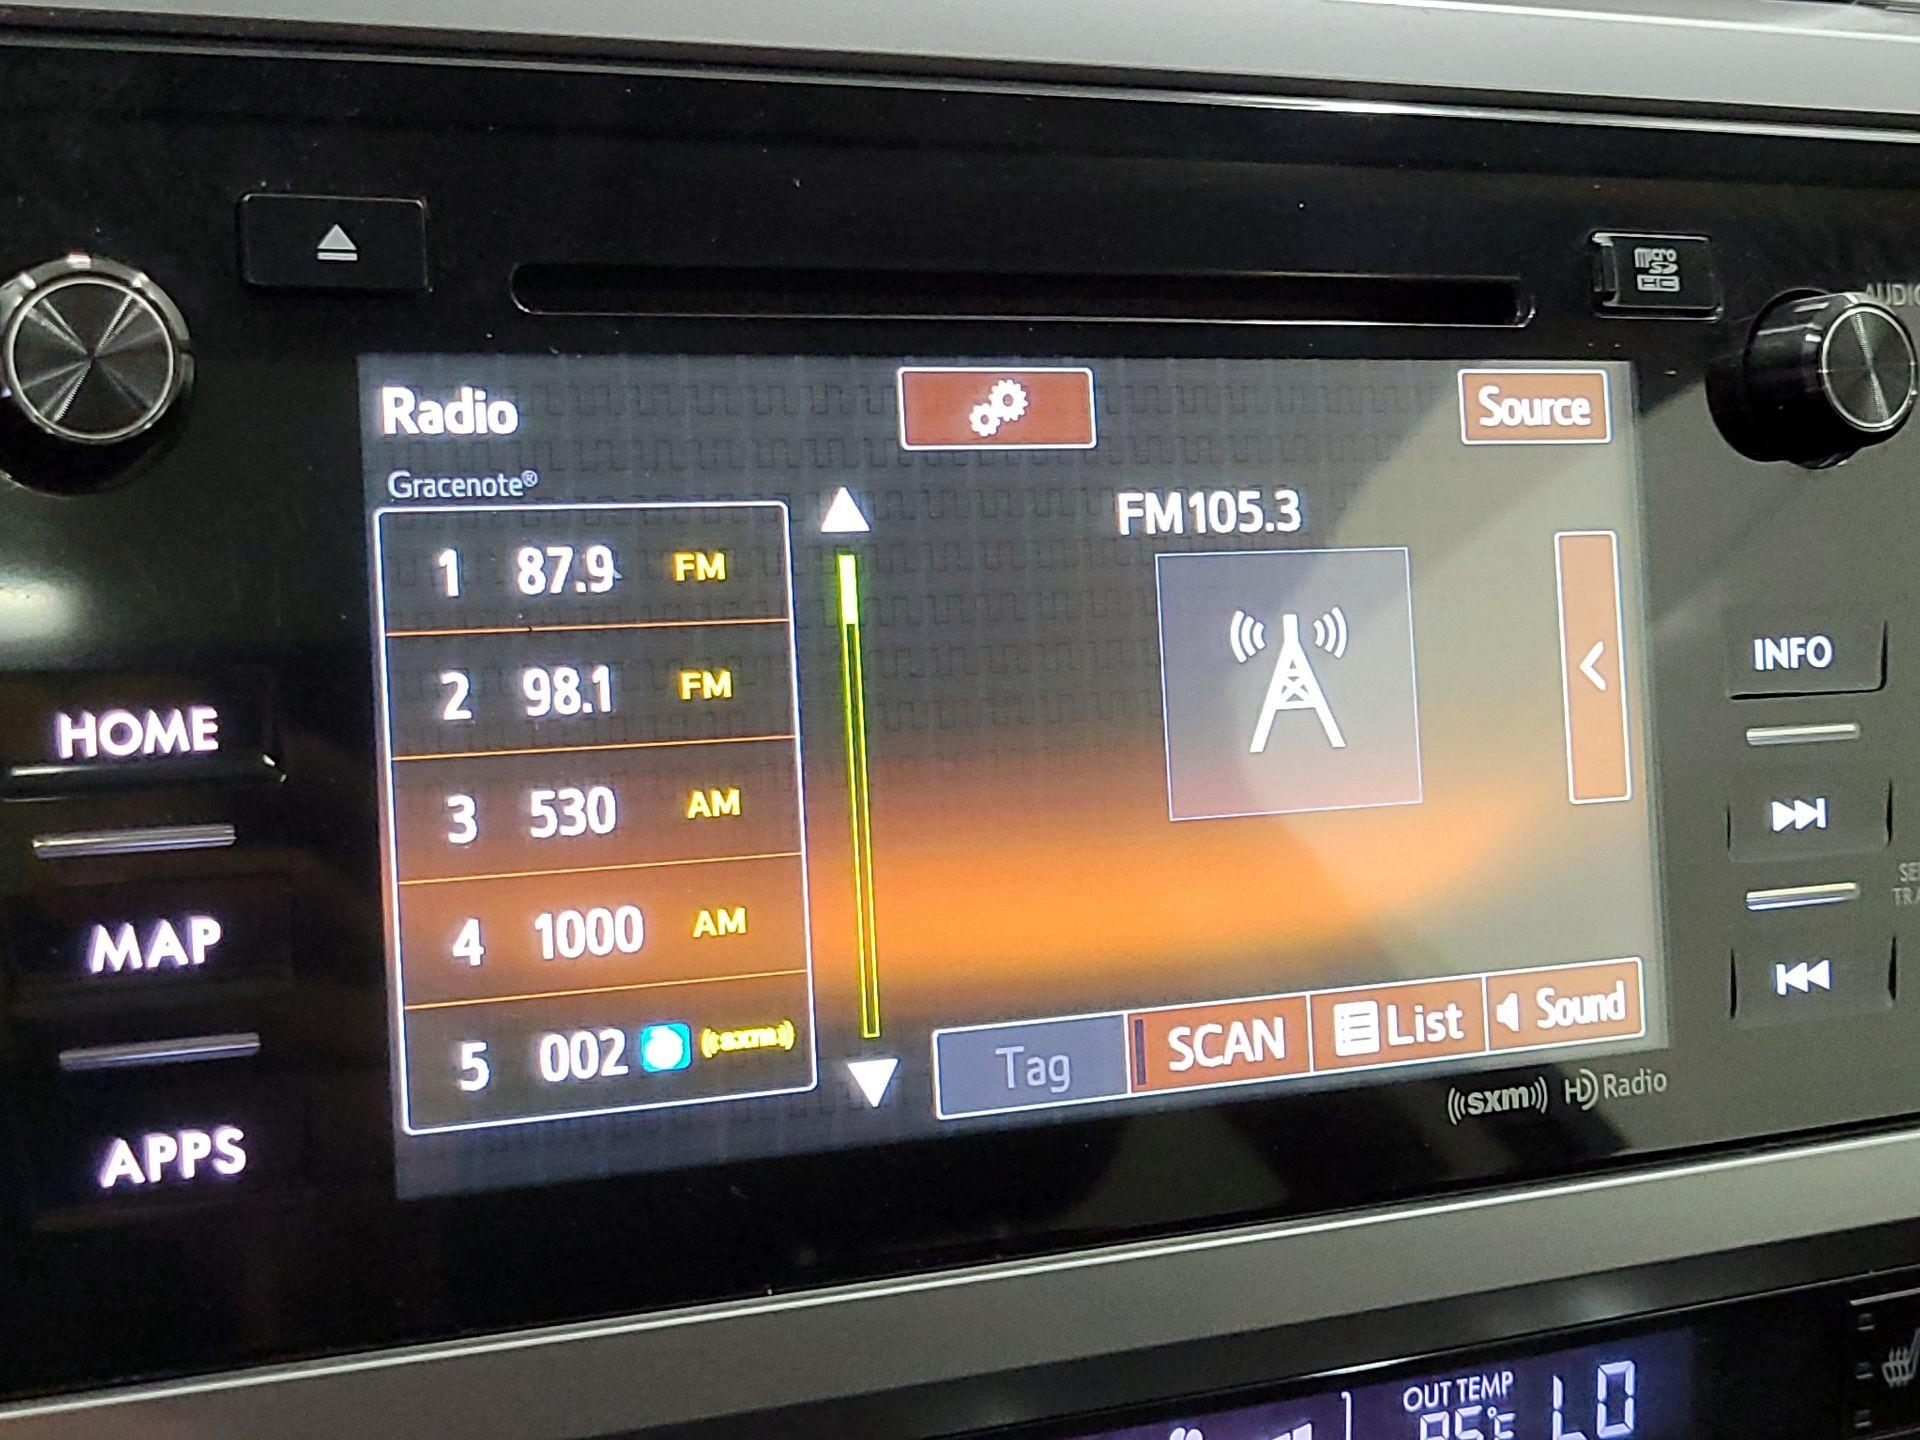 micro
SD
HC
AUDIO
Radio
Source
Gracenote®
FM105.3
1 87.9 FM
2 98.1 FM
3 530 AM
4 1000 AM
5 002 ((sxm))
HOME
MAP
APPS
INFO
Tag
SCAN
List
Sound
((sxm)) HD Radio
OUT TEMP
LO